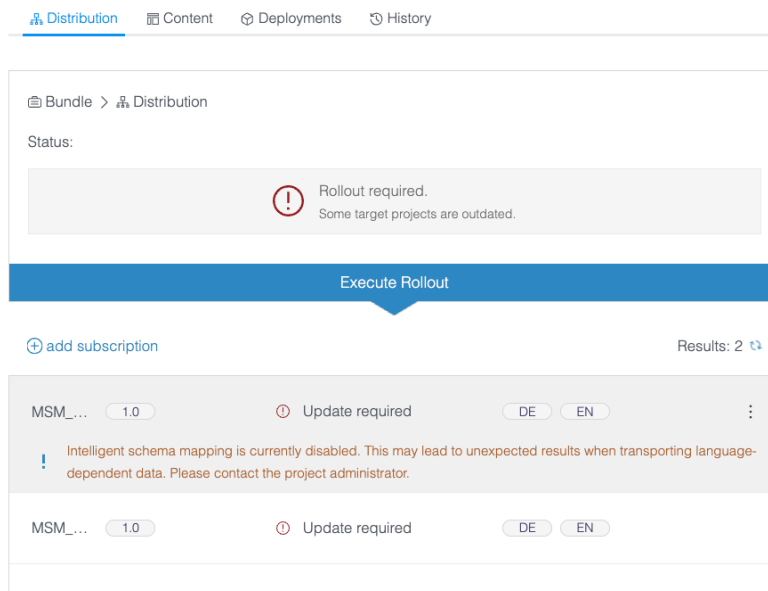 Distribution Content Deployments History
Bundle Distribution
Status:
Rollout required.
Some target projects are outdated.
Execute Rollout
add subscription Results: 2
MSM_... 1.0 Update required DE EN
Intelligent schema mapping is currently disabled. This may lead to unexpected results when transporting language-
dependent data. Please contact the project administrator.
MSM_... 1.0 Update required DE EN